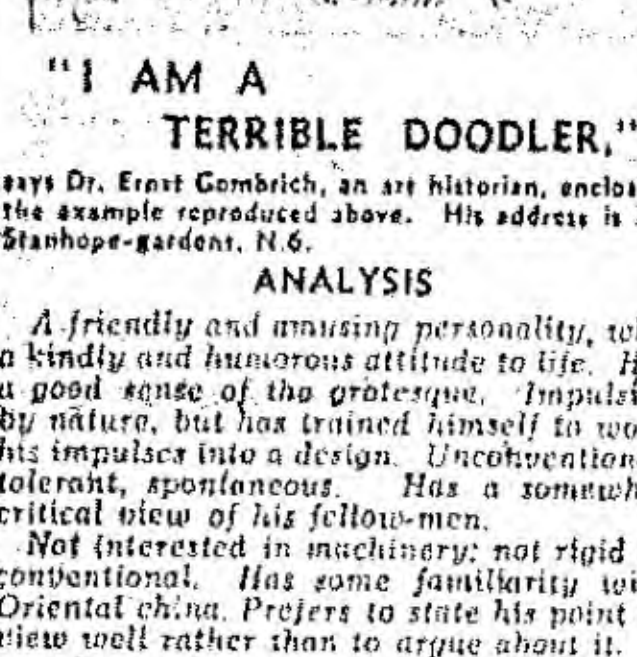 "I AM A
TERRIBLE DOODLER,"
says Dr. Ernst Gombrich, an art historian, enclos
the example reproduced above. His address is
Stanhope-gardens, N.6.
ANALYSIS
A friendly and amusing personality, wi
a kindly and humorous attitude to life. H
a good sense of the grotesque. Impulsi
by nature, but has trained himself to wo
his impulses into a design. Unconvention
tolerant, spontaneous. Has a somewh
critical view of his fellow-men.
Not interested in machinery; not rigid
conventional. Has some familiarity wi
Oriental china. Prefers to state his point
view well rather than to argue about it.